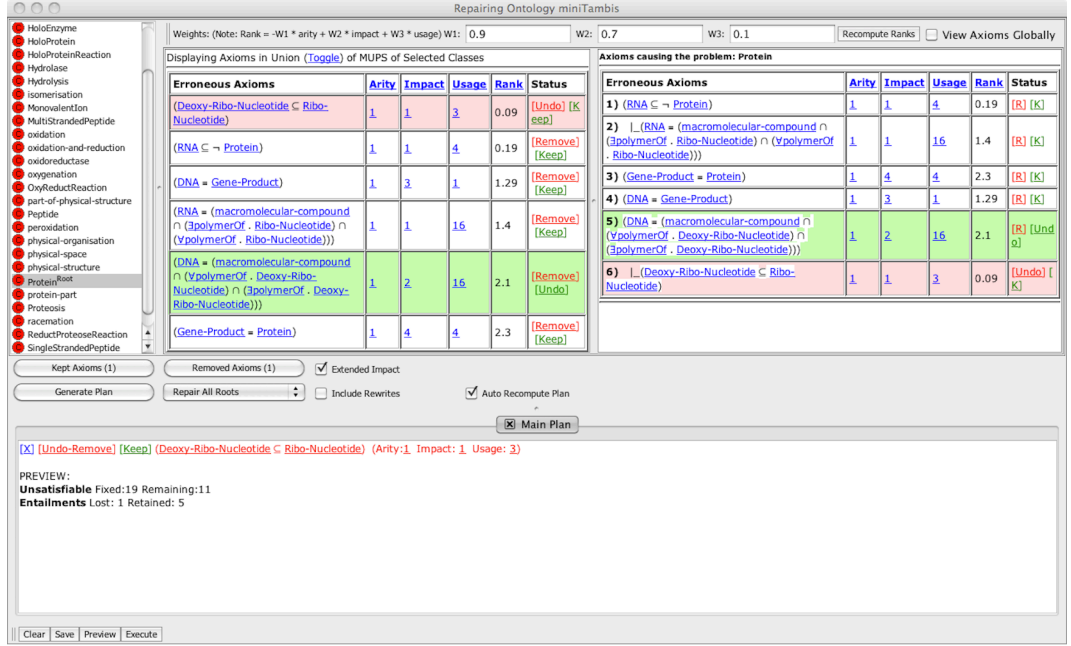 Repairing Ontology miniTambis
HoloEnzyme
HoloProtein
HoloProteinReaction
Hydrolase
Hydrolysis
isomerisation
MonovalentIon
MultiStrandedPeptide
oxidation
oxidation-and-reduction
oxidoreductase
oxygenation
OxyReductReaction
part-of-physical-structure
Peptide
peroxidation
physical-organisation
physical-space
physical-structure
Protein Root
protein-part
Proteosis
racemation
ReductProteoseReaction
SingleStrandedPeptide
Weights: (Note: Rank = -W1 * arity + W2 * impact + W3 * usage) W1: 0.9 W2: 0.7 W3: 0.1 Recompute Ranks View Axioms Globally
Displaying Axioms in Union (Toggle) of MUPS of Selected Classes
Erroneous Axioms Arity Impact Usage Rank Status
(Deoxy-Ribo-Nucleotide ⊆ Ribo- [Undo] [K
Nucleotide) 1 1 3 0.09 eep]
(RNA ⊆ ¬ Protein) 1 1 4 0.19 [Remove]
[Keep]
(DNA = Gene-Product) 1 3 1 1.29 [Remove]
[Keep]
(RNA = (macromolecular-compound
∩ (∃polymerOf . Ribo-Nucleotide) ∩ 1 1 16 1.4 [Remove]
(∀polymerOf . Ribo-Nucleotide))) [Keep]
(DNA = (macromolecular-compound
∩ (∀polymerOf . Deoxy-Ribo- [Remove]
Nucleotide) ∩ (∃polymerOf . Deoxy- 1 2 16 2.1 [Undo]
Ribo-Nucleotide)))
(Gene-Product = Protein) 1 4 4 2.3 [Remove]
[Keep]
Axioms causing the problem: Protein
Erroneous Axioms Arity Impact Usage Rank Status
1) (RNA ⊆ ¬ Protein) 1 1 4 0.19 [R] [K]
2) |_(RNA = (macromolecular-compound ∩
(∃polymerOf . Ribo-Nucleotide) ∩ (∀polymerOf 1 1 16 1.4 [R] [K]
. Ribo-Nucleotide)))
3) (Gene-Product = Protein) 1 4 4 2.3 [R] [K]
4) (DNA = Gene-Product) 1 3 1 1.29 [R] [K]
5) (DNA = (macromolecular-compound ∩
(∀polymerOf . Deoxy-Ribo-Nucleotide) ∩ 1 2 16 2.1 [R] [Und
(∃polymerOf . Deoxy-Ribo-Nucleotide))) o]
6) |_(Deoxy-Ribo-Nucleotide ⊆ Ribo- [Undo] [
Nucleotide) 1 1 3 0.09 K]
Kept Axioms (1) Removed Axioms (1) Extended Impact
Generate Plan Repair All Roots Include Rewrites Auto Recompute Plan
Main Plan
[X] [Undo-Remove] [Keep] (Deoxy-Ribo-Nucleotide ⊆ Ribo-Nucleotide) (Arity:1 Impact: 1 Usage: 3)
PREVIEW:
Unsatisfiable Fixed:19 Remaining:11
Entailments Lost: 1 Retained: 5
Clear Save Preview Execute